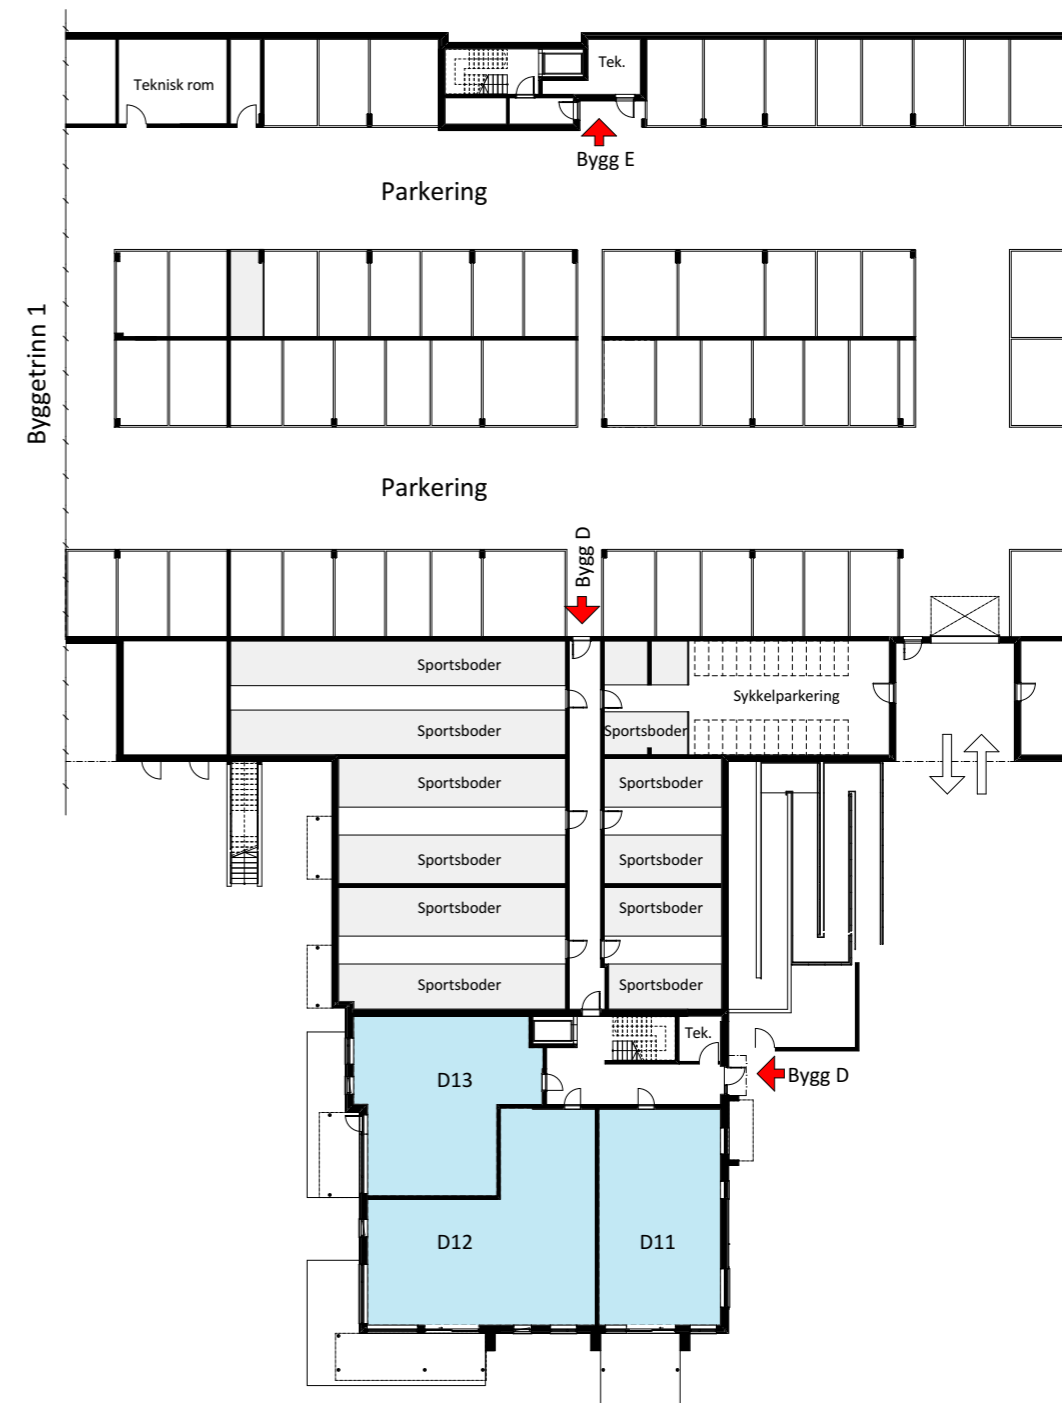 Teknisk rom
Tek.
Bygg E
Parkering
Byggetrinn 1
Parkering
Bygg D
Sportsboder
Sykkelparkering
Sportsboder
Sportsboder
Sportsboder
Sportsboder
Sportsboder
Sportsboder
Sportsboder
Sportsboder
Sportsboder
Sportsboder
Tek.
Bygg D
D13
D12
D11